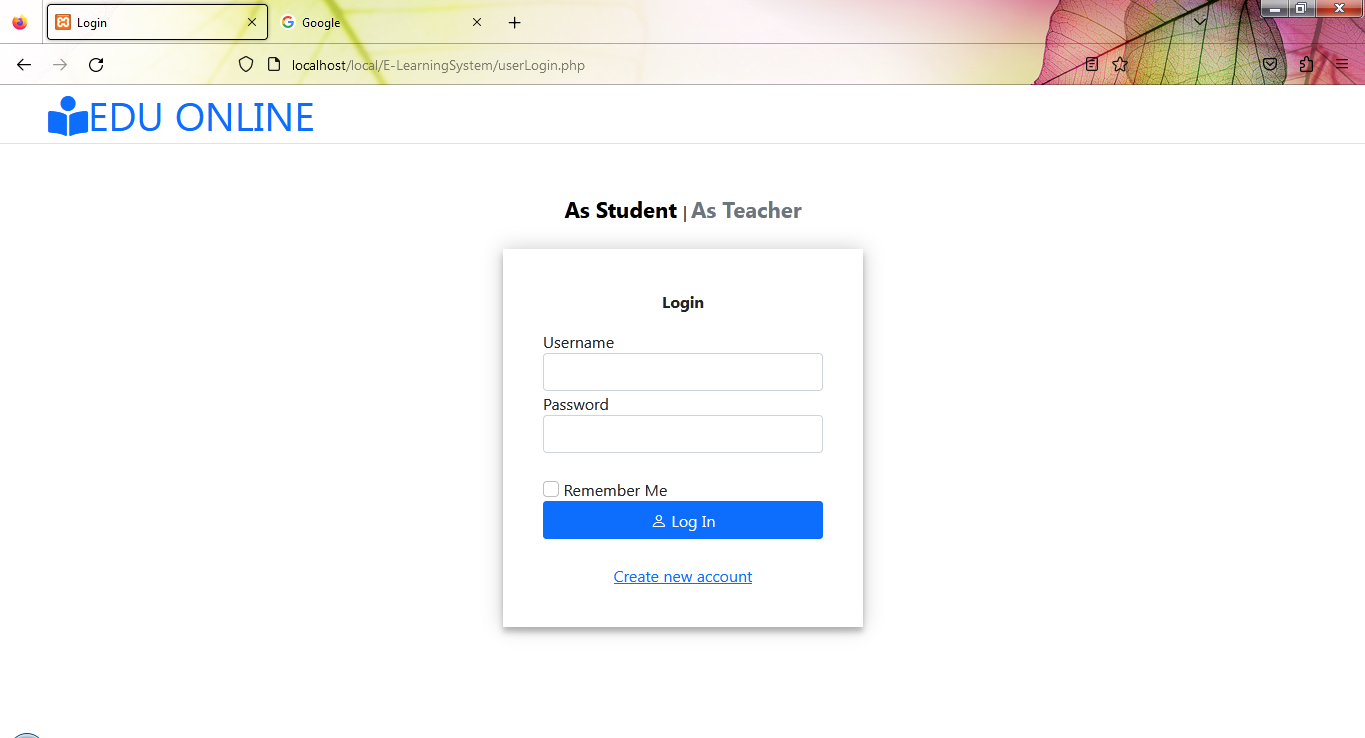 Login
Google
localhost/local/E-LearningSystem/userLogin.php
EDU ONLINE
As Student | As Teacher
Login
Username
Password
Remember Me
Log In
Create new account